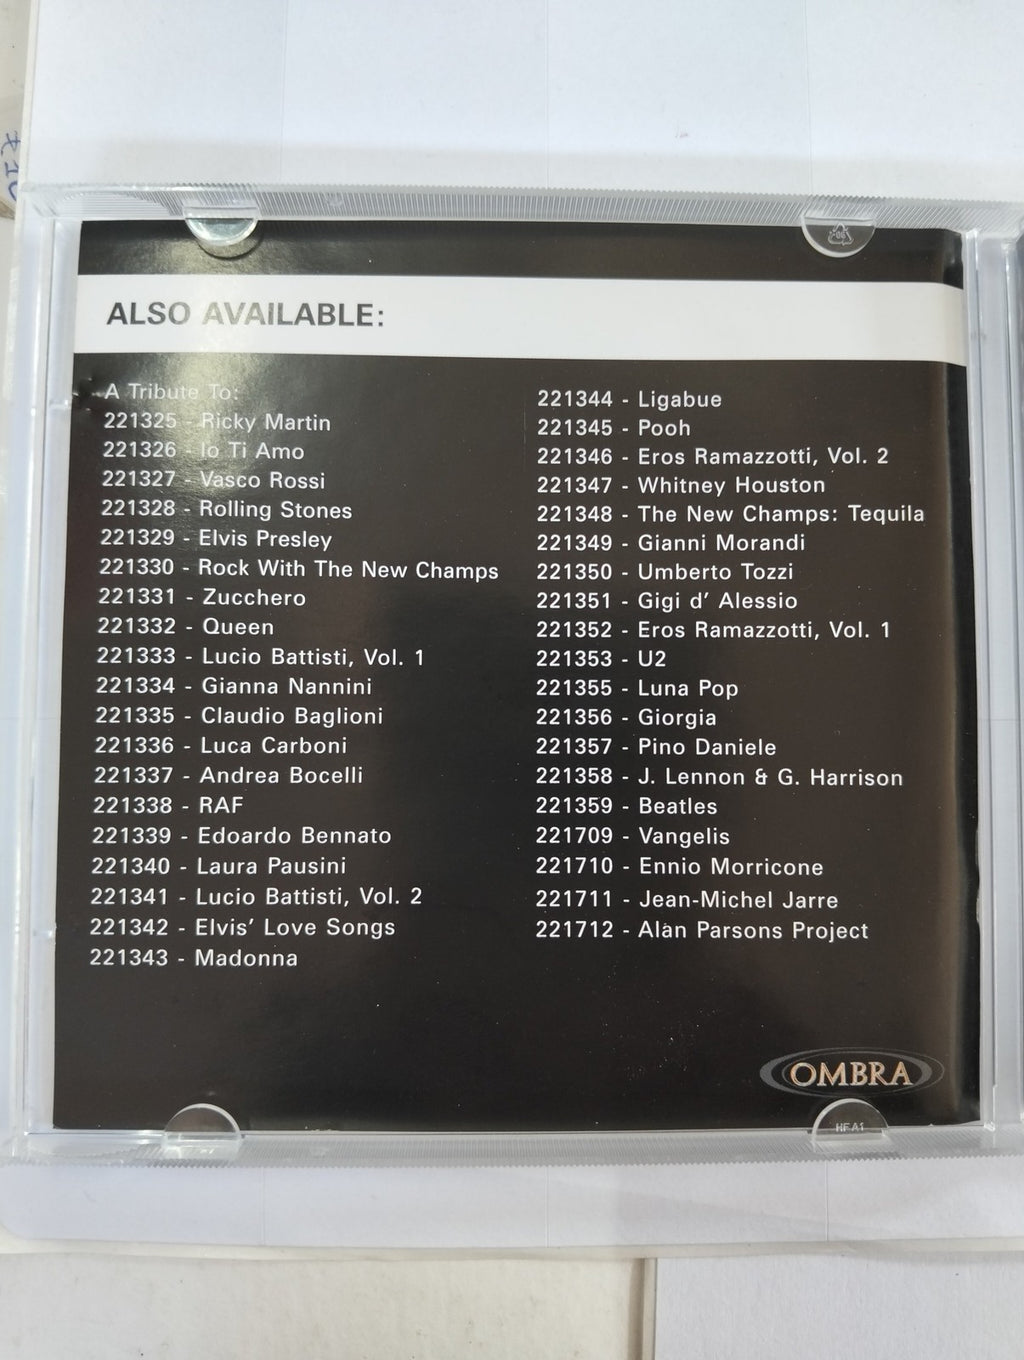 ALSO AVAILABLE:
A Tribute To:
221325 - Ricky Martin
221326 - Io Ti Amo
221327 - Vasco Rossi
221328 - Rolling Stones
221329 - Elvis Presley
221330 - Rock With The New Champs
221331 - Zucchero
221332 - Queen
221333 - Lucio Battisti, Vol. 1
221334 - Gianna Nannini
221335 - Claudio Baglioni
221336 - Luca Carboni
221337 - Andrea Bocelli
221338 - RAF
221339 - Edoardo Bennato
221340 - Laura Pausini
221341 - Lucio Battisti, Vol. 2
221342 - Elvis' Love Songs
221343 - Madonna
221344 - Ligabue
221345 - Pooh
221346 - Eros Ramazzotti, Vol. 2
221347 - Whitney Houston
221348 - The New Champs: Tequila
221349 - Gianni Morandi
221350 - Umberto Tozzi
221351 - Gigi d' Alessio
221352 - Eros Ramazzotti, Vol. 1
221353 - U2
221355 - Luna Pop
221356 - Giorgia
221357 - Pino Daniele
221358 - J. Lennon & G. Harrison
221359 - Beatles
221709 - Vangelis
221710 - Ennio Morricone
221711 - Jean-Michel Jarre
221712 - Alan Parsons Project
OMBRA